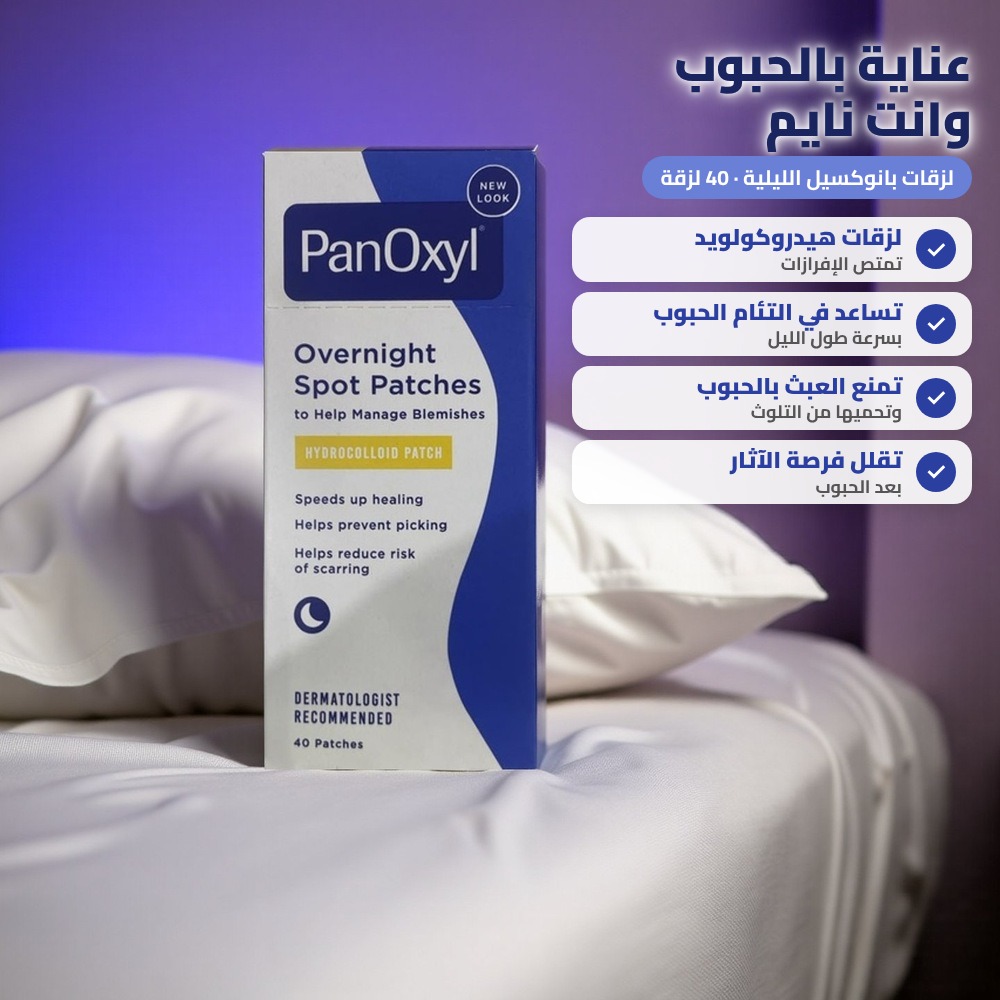 عناية بالحبوب
وانت نايم
لزقات بانوكسيل الليلية · 40 لزقة
لزقات هيدروكولويد
تمتص الإفرازات
تساعد في التئام الحبوب
بسرعة طول الليل
تمنع العبث بالحبوب
وتحميها من التلوث
تقلل فرصة الآثار
بعد الحبوب
NEW
LOOK
PanOxyl®
Overnight
Spot Patches
to Help Manage Blemishes
HYDROCOLLOID PATCH
Speeds up healing
Helps prevent picking
Helps reduce risk
of scarring
DERMATOLOGIST
RECOMMENDED
40 Patches